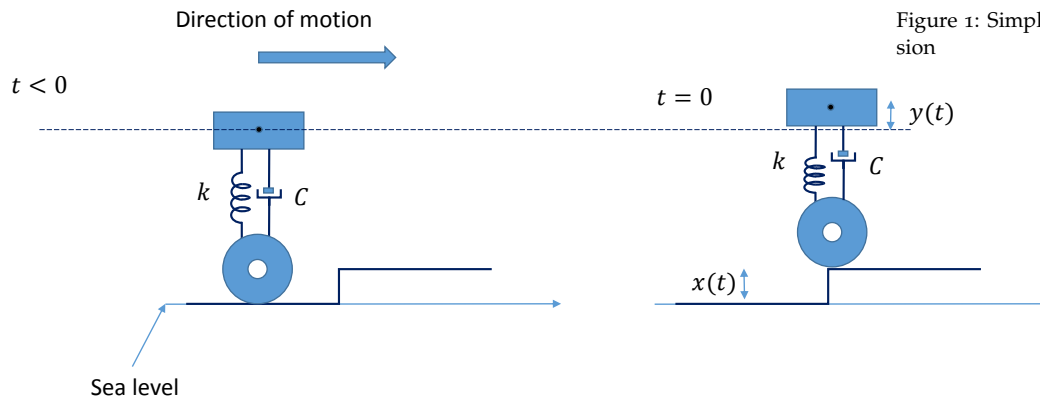 Direction of motion
Figure 1: Simpl
sion
t < 0
t = 0
y(t)
k
C
k
C
x(t)
Sea level